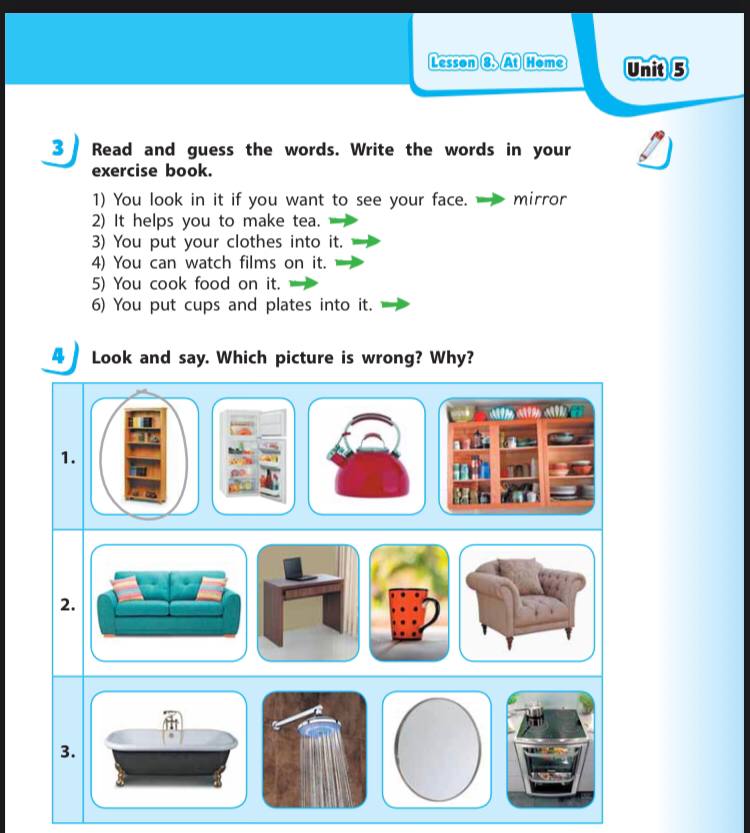 Lesson 8. At Home
Unit 5
3 Read and guess the words. Write the words in your
exercise book.
1) You look in it if you want to see your face. mirror
2) It helps you to make tea.
3) You put your clothes into it.
4) You can watch films on it.
5) You cook food on it.
6) You put cups and plates into it.
4 Look and say. Which picture is wrong? Why?
1.
2.
3.